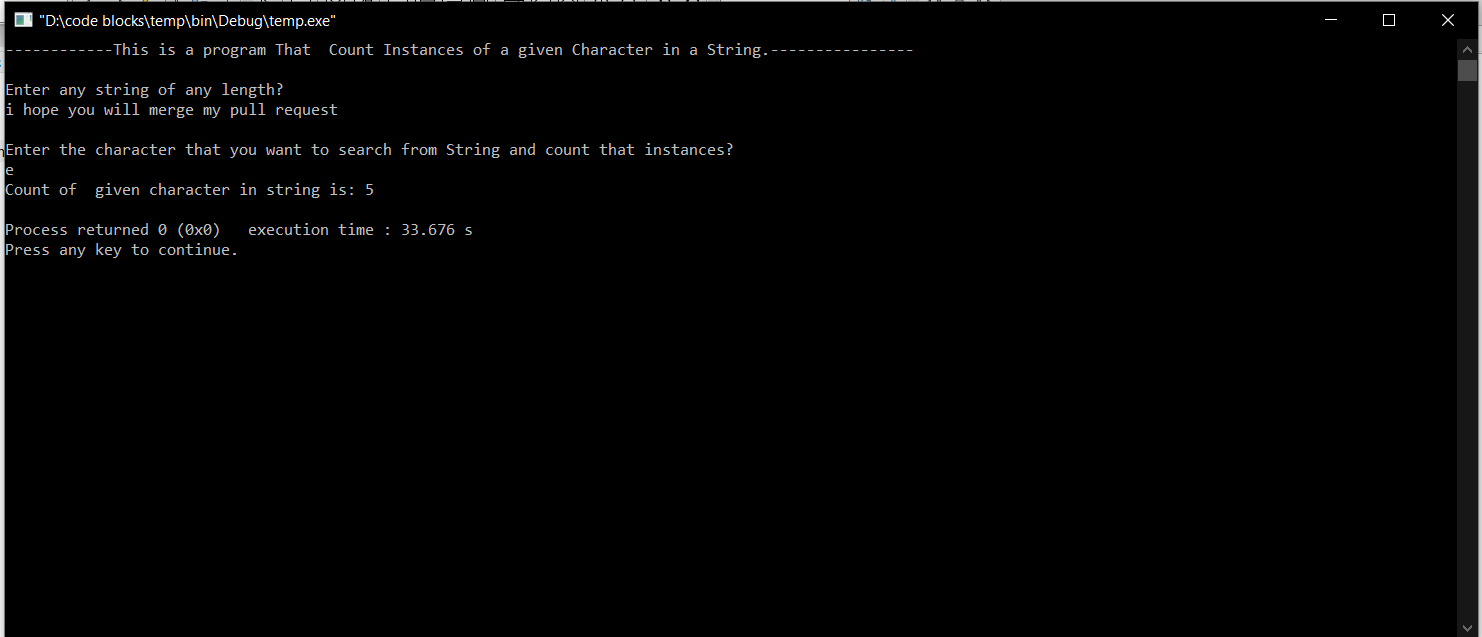 "D:\code blocks\temp\bin\Debug\temp.exe"
------------This is a program That  Count Instances of a given Character in a String.----------------
Enter any string of any length?
i hope you will merge my pull request
Enter the character that you want to search from String and count that instances?
e
Count of  given character in string is: 5
Process returned 0 (0x0)   execution time : 33.676 s
Press any key to continue.